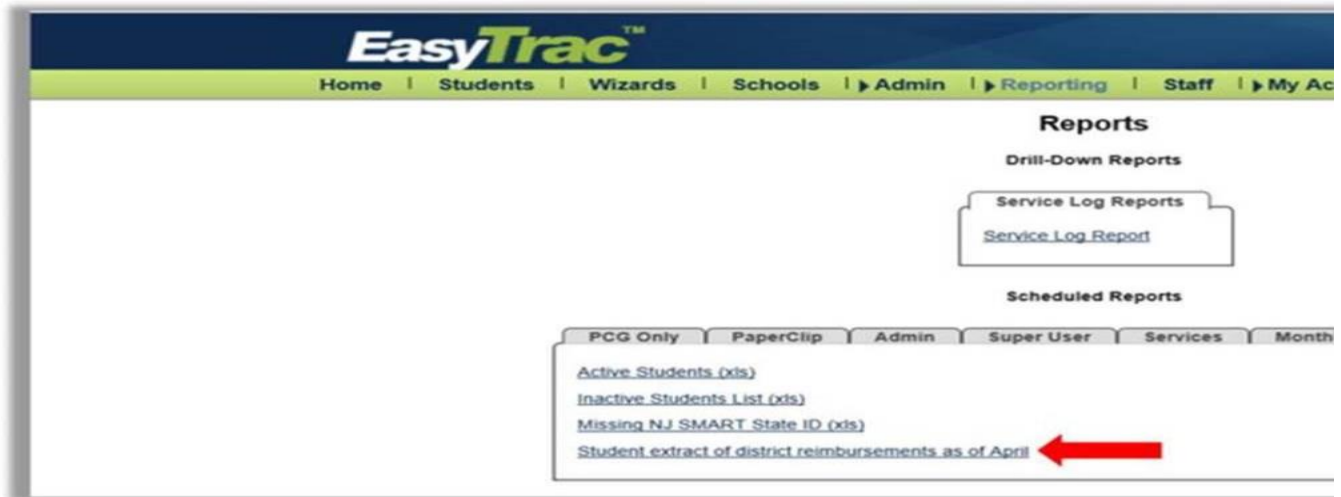 EasyTrac™
Home | Students | Wizards | Schools | Admin | Reporting | Staff | My Ac
Reports
Drill-Down Reports
Service Log Reports
Service Log Report
Scheduled Reports
PCG Only PaperClip Admin Super User Services Month
Active Students (xls)
Inactive Students List (xls)
Missing NJ SMART State ID (xls)
Student extract of district reimbursements as of April